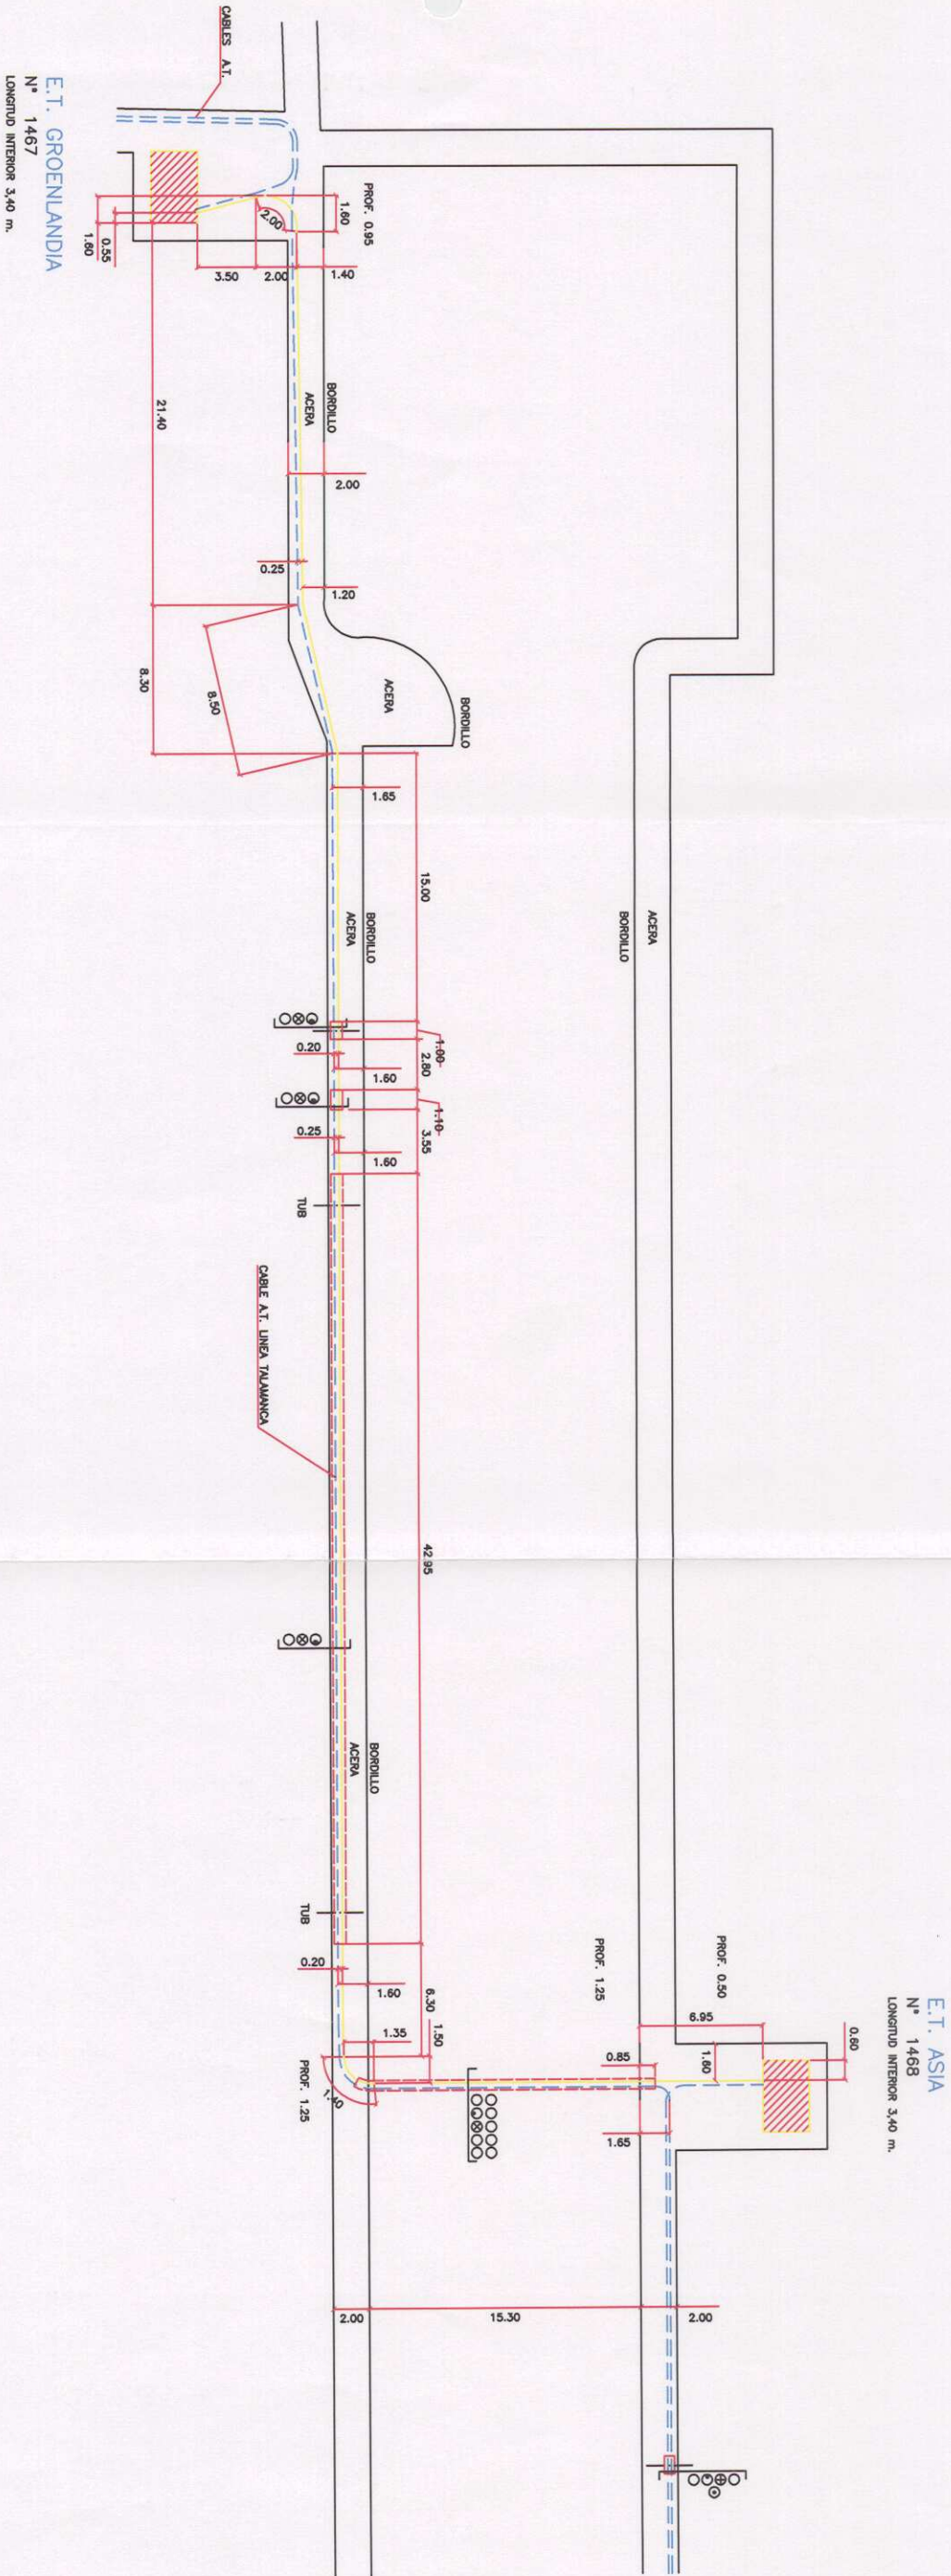 CABLES A.T.
E.T. GROENLANDIA
N° 1467
LONGITUD INTERIOR 3,40 m.
PROF. 0.95
1.60
2.00
0.55
1.60
3.50
2.00
1.40
21.40
BORDILLO
ACERA
2.00
0.25
1.20
8.30
8.50
ACERA
BORDILLO
1.65
15.00
BORDILLO
ACERA
ACERA
BORDILLO
1.00
0.20
2.80
1.60
1.10
0.25
3.55
1.60
TUB
CABLE A.T. LINEA TALAMANCA
42.95
BORDILLO
ACERA
TUB
0.20
1.60
6.30
1.50
1.35
PROF. 1.25
1.40
PROF. 1.25
PROF. 0.50
6.95
0.85
1.80
0.60
1.65
E.T. ASIA
N° 1468
LONGITUD INTERIOR 3,40 m.
2.00
15.30
2.00